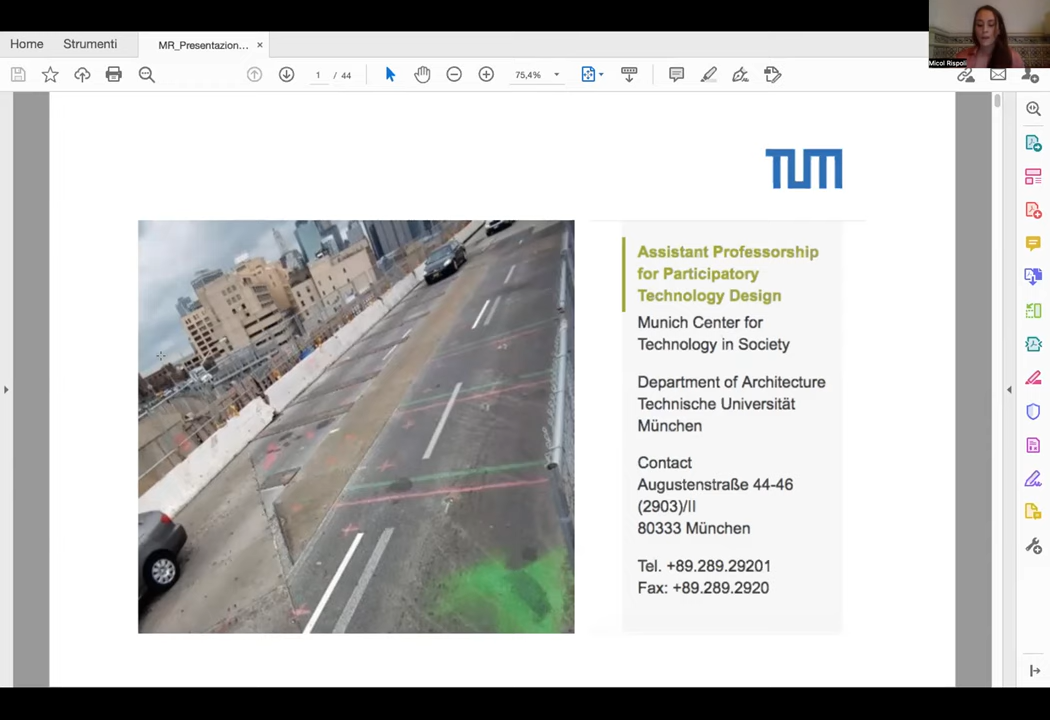 Micol Rispoli
Home
Strumenti
MR_Presentazion...
1 / 44
75,4%
TUM
Assistant Professorship
for Participatory
Technology Design
Munich Center for
Technology in Society
Department of Architecture
Technische Universität
München
Contact
Augustenstraße 44-46
(2903)/II
80333 München
Tel. +89.289.29201
Fax: +89.289.2920